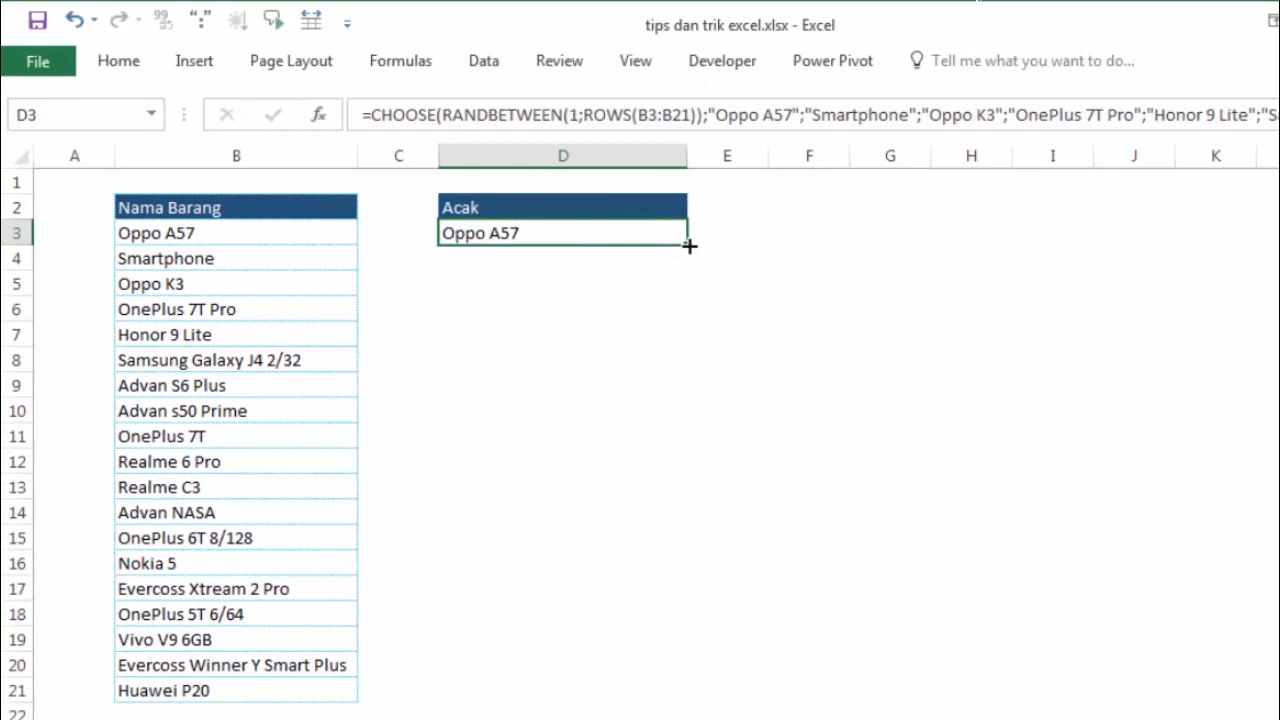 tips dan trik excel.xlsx - Excel
File Home Insert Page Layout Formulas Data Review View Developer Power Pivot Tell me what you want to do...
D3 fx =CHOOSE(RANDBETWEEN(1;ROWS(B3:B21));"Oppo A57";"Smartphone";"Oppo K3";"OnePlus 7T Pro";"Honor 9 Lite";"S
A B C D E F G H I J K
1
2 Nama Barang Acak
3 Oppo A57 Oppo A57
4 Smartphone
5 Oppo K3
6 OnePlus 7T Pro
7 Honor 9 Lite
8 Samsung Galaxy J4 2/32
9 Advan S6 Plus
10 Advan s50 Prime
11 OnePlus 7T
12 Realme 6 Pro
13 Realme C3
14 Advan NASA
15 OnePlus 6T 8/128
16 Nokia 5
17 Evercoss Xtream 2 Pro
18 OnePlus 5T 6/64
19 Vivo V9 6GB
20 Evercoss Winner Y Smart Plus
21 Huawei P20
22